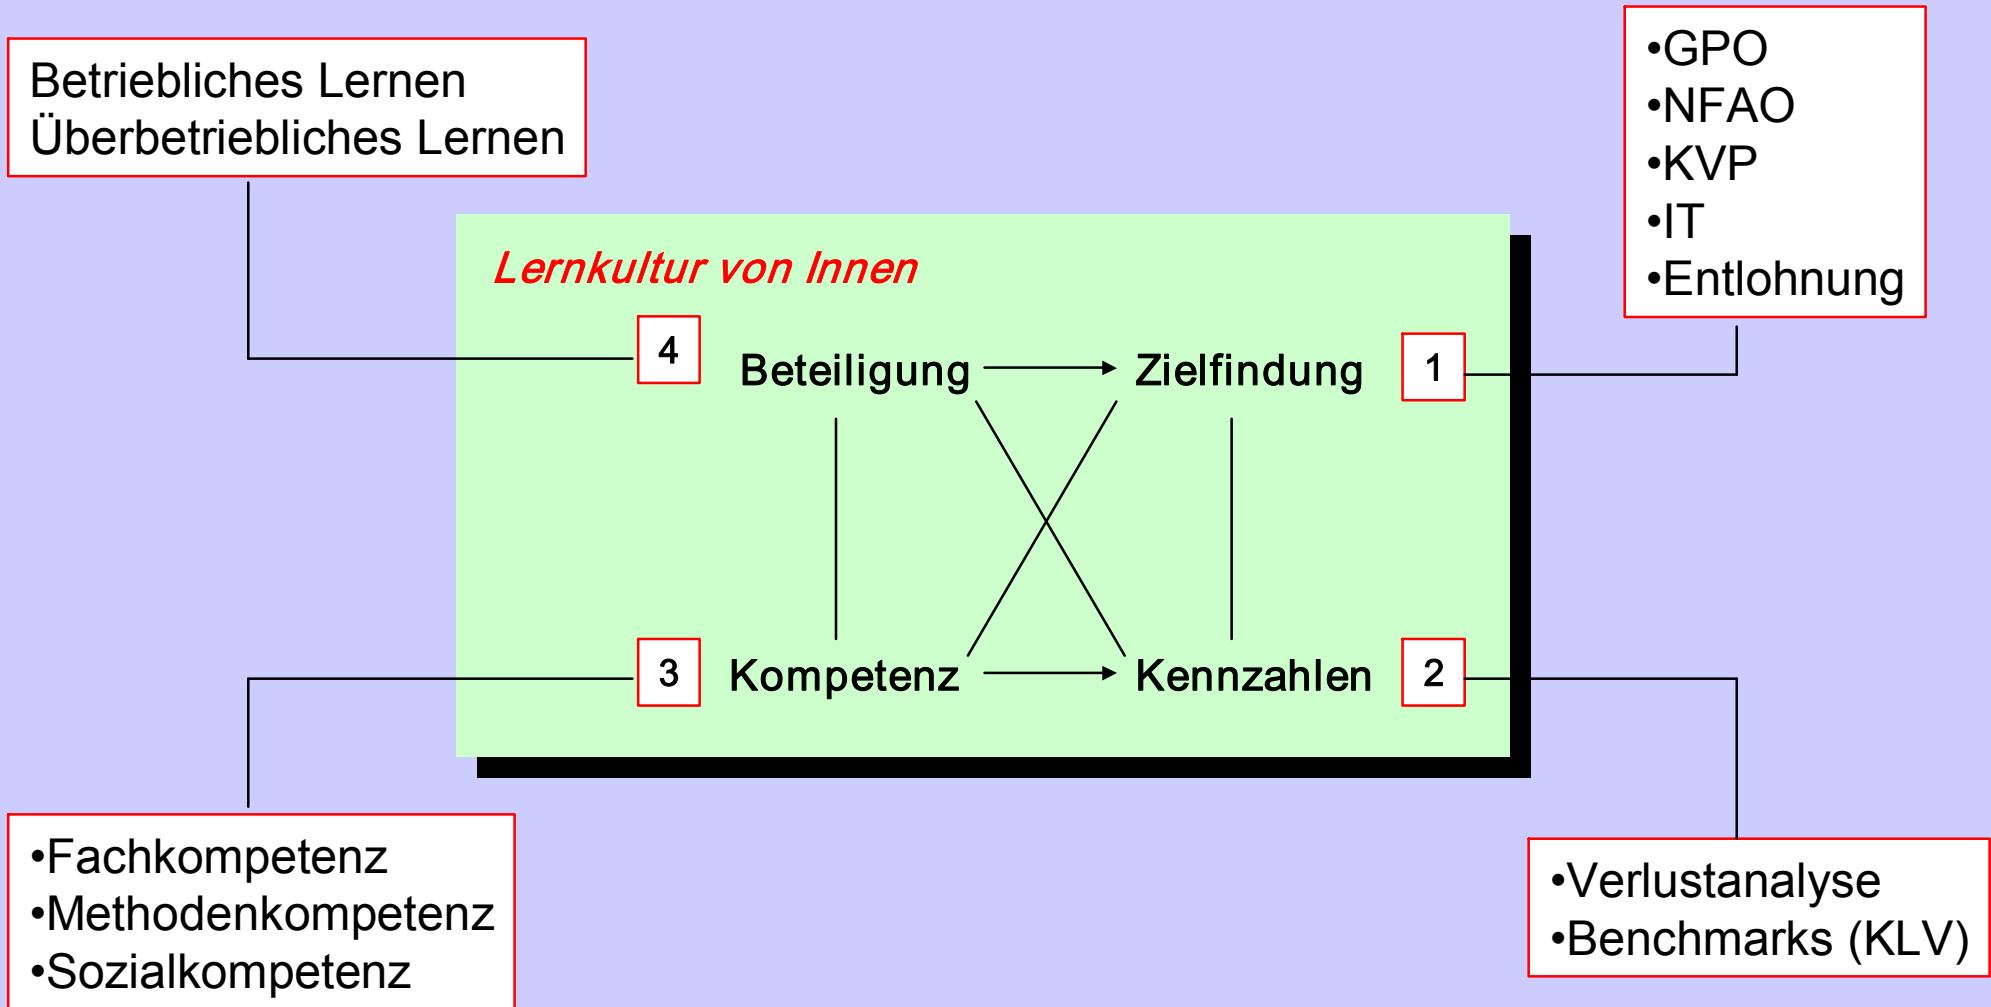 Betriebliches Lernen
Überbetriebliches Lernen
•GPO
•NFAO
•KVP
•IT
•Entlohnung
Lernkultur von Innen
4 Beteiligung Zielfindung 1
3 Kompetenz Kennzahlen 2
•Fachkompetenz
•Methodenkompetenz
•Sozialkompetenz
•Verlustanalyse
•Benchmarks (KLV)